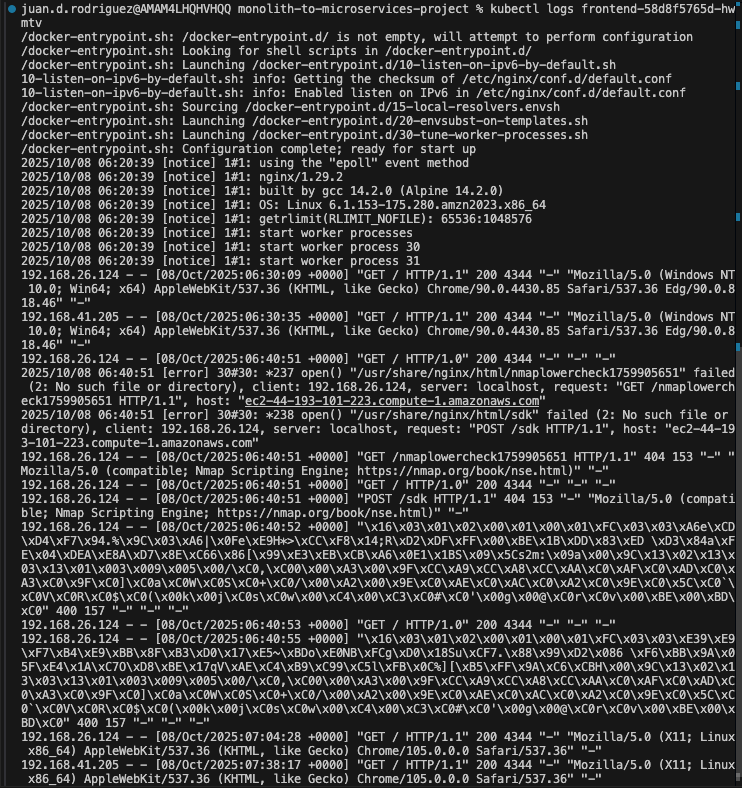 juan.d.rodriguez@AMAM4LHQHVHQQ monolith-to-microservices-project % kubectl logs frontend-58d8f5765d-hw
mtv
/docker-entrypoint.sh: /docker-entrypoint.d/ is not empty, will attempt to perform configuration
/docker-entrypoint.sh: Looking for shell scripts in /docker-entrypoint.d/
/docker-entrypoint.sh: Launching /docker-entrypoint.d/10-listen-on-ipv6-by-default.sh
10-listen-on-ipv6-by-default.sh: info: Getting the checksum of /etc/nginx/conf.d/default.conf
10-listen-on-ipv6-by-default.sh: info: Enabled listen on IPv6 in /etc/nginx/conf.d/default.conf
/docker-entrypoint.sh: Sourcing /docker-entrypoint.d/15-local-resolvers.envsh
/docker-entrypoint.sh: Launching /docker-entrypoint.d/20-envsubst-on-templates.sh
/docker-entrypoint.sh: Launching /docker-entrypoint.d/30-tune-worker-processes.sh
/docker-entrypoint.sh: Configuration complete; ready for start up
2025/10/08 06:20:39 [notice] 1#1: using the "epoll" event method
2025/10/08 06:20:39 [notice] 1#1: nginx/1.29.2
2025/10/08 06:20:39 [notice] 1#1: built by gcc 14.2.0 (Alpine 14.2.0)
2025/10/08 06:20:39 [notice] 1#1: OS: Linux 6.1.153-175.280.amzn2023.x86_64
2025/10/08 06:20:39 [notice] 1#1: getrlimit(RLIMIT_NOFILE): 65536:1048576
2025/10/08 06:20:39 [notice] 1#1: start worker processes
2025/10/08 06:20:39 [notice] 1#1: start worker process 30
2025/10/08 06:20:39 [notice] 1#1: start worker process 31
192.168.26.124 - - [08/Oct/2025:06:30:09 +0000] "GET / HTTP/1.1" 200 4344 "-" "Mozilla/5.0 (Windows NT
 10.0; Win64; x64) AppleWebKit/537.36 (KHTML, like Gecko) Chrome/90.0.4430.85 Safari/537.36 Edg/90.0.8
18.46" "-"
192.168.41.205 - - [08/Oct/2025:06:30:35 +0000] "GET / HTTP/1.1" 200 4344 "-" "Mozilla/5.0 (Windows NT
 10.0; Win64; x64) AppleWebKit/537.36 (KHTML, like Gecko) Chrome/90.0.4430.85 Safari/537.36 Edg/90.0.8
18.46" "-"
192.168.26.124 - - [08/Oct/2025:06:40:51 +0000] "GET / HTTP/1.0" 200 4344 "-" "-" "-"
2025/10/08 06:40:51 [error] 30#30: *237 open() "/usr/share/nginx/html/nmaplowercheck1759905651" failed
 (2: No such file or directory), client: 192.168.26.124, server: localhost, request: "GET /nmaplowerch
eck1759905651 HTTP/1.1", host: "ec2-44-193-101-223.compute-1.amazonaws.com"
2025/10/08 06:40:51 [error] 30#30: *238 open() "/usr/share/nginx/html/sdk" failed (2: No such file or
directory), client: 192.168.26.124, server: localhost, request: "POST /sdk HTTP/1.1", host: "ec2-44-19
3-101-223.compute-1.amazonaws.com"
192.168.26.124 - - [08/Oct/2025:06:40:51 +0000] "GET /nmaplowercheck1759905651 HTTP/1.1" 404 153 "-" "
Mozilla/5.0 (compatible; Nmap Scripting Engine; https://nmap.org/book/nse.html)" "-"
192.168.26.124 - - [08/Oct/2025:06:40:51 +0000] "GET / HTTP/1.0" 200 4344 "-" "-" "-"
192.168.26.124 - - [08/Oct/2025:06:40:51 +0000] "POST /sdk HTTP/1.1" 404 153 "-" "Mozilla/5.0 (compati
ble; Nmap Scripting Engine; https://nmap.org/book/nse.html)" "-"
192.168.26.124 - - [08/Oct/2025:06:40:52 +0000] "\x16\x03\x01\x02\x00\x01\x00\x01\xFC\x03\x03\xA6e\xCD
\xD4\xF7\x94.%\x9C\x03\xA6|\x0Fe\xE9H*>\xCC\xF8\x14;R\xD2\xDF\xFF\x00\xBE\x1B\xDD\x83\xED \xD3\x84a\xF
E\x04\xDEA\xE8A\xD7\x8E\xC66\x86[\x99\xE3\xEB\xCB\xA6\x0E1\x1BS\x09\x5Cs2m:\x09a\x00\x9C\x13\x02\x13\x
03\x13\x01\x003\x009\x005\x00/\xC0,\xC00\x00\xA3\x00\x9F\xCC\xA9\xCC\xA8\xCC\xAA\xC0\xAF\xC0\xAD\xC0\x
A3\xC0\x9F\xC0]\xC0a\xC0W\xC0S\xC0+\xC0/\x00\xA2\x00\x9E\xC0\xAE\xC0\xAC\xC0\xA2\xC0\x9E\xC0\x5C\xC0`\
xC0V\xC0R\xC0$\xC0(\x00k\x00j\xC0s\xC0w\x00\xC4\x00\xC3\xC0#\xC0'\x00g\x00@\xC0r\xC0v\x00\xBE\x00\xBD\
xC0" 400 157 "-" "-" "-"
192.168.26.124 - - [08/Oct/2025:06:40:53 +0000] "GET / HTTP/1.0" 200 4344 "-" "-" "-"
192.168.26.124 - - [08/Oct/2025:06:40:55 +0000] "\x16\x03\x01\x02\x00\x01\x00\x01\xFC\x03\x03\xE39\xE9
\xF7\xB4\xE9\xBB\x8F\xB3\xD0\x17\xE5~\xBDo\xE0NB\xFCg\xD0\x18Su\xCF7.\x88\x99\xD2\x086 \xF6\xBB\x9A\x0
5F\xE4\x1A\xC7O\xD8\xBE\x17qV\xAE\xC4\xB9\xC99\xC5l\xFB\x0C%][\xB5\xFF\x9A\xC6\xCBH\x00\x9C\x13\x02\x1
3\x03\x13\x01\x003\x009\x005\x00/\xC0,\xC00\x00\xA3\x00\x9F\xCC\xA9\xCC\xA8\xCC\xAA\xC0\xAF\xC0\xAD\xC
0\xA3\xC0\x9F\xC0]\xC0a\xC0W\xC0S\xC0+\xC0/\x00\xA2\x00\x9E\xC0\xAE\xC0\xAC\xC0\xA2\xC0\x9E\xC0\x5C\xC
0`\xC0V\xC0R\xC0$\xC0(\x00k\x00j\xC0s\xC0w\x00\xC4\x00\xC3\xC0#\xC0'\x00g\x00@\xC0r\xC0v\x00\xBE\x00\x
BD\xC0" 400 157 "-" "-" "-"
192.168.26.124 - - [08/Oct/2025:07:04:28 +0000] "GET / HTTP/1.1" 200 4344 "-" "Mozilla/5.0 (X11; Linux
 x86_64) AppleWebKit/537.36 (KHTML, like Gecko) Chrome/105.0.0.0 Safari/537.36" "-"
192.168.41.205 - - [08/Oct/2025:07:38:17 +0000] "GET / HTTP/1.1" 200 4344 "-" "Mozilla/5.0 (X11; Linux
 x86_64) AppleWebKit/537.36 (KHTML, like Gecko) Chrome/105.0.0.0 Safari/537.36" "-"